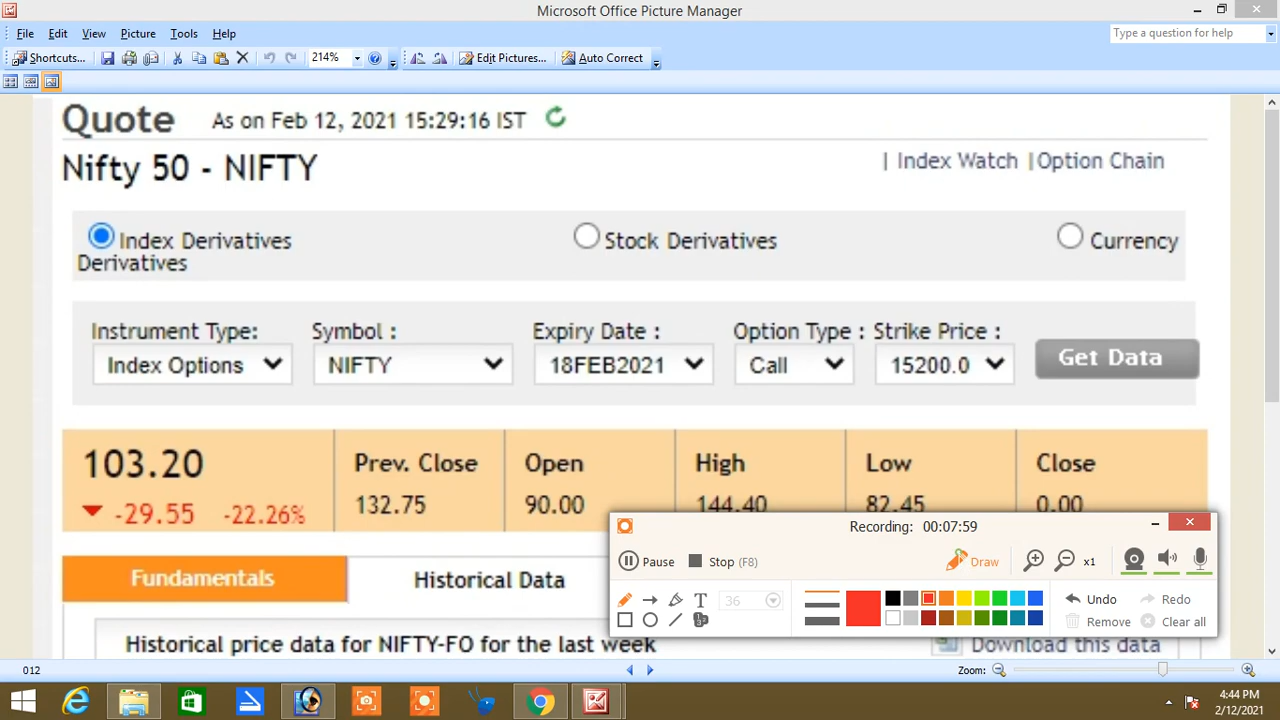 Microsoft Office Picture Manager
File Edit View Picture Tools Help
Type a question for help
Shortcuts... 214% Edit Pictures... Auto Correct
Quote As on Feb 12, 2021 15:29:16 IST
Nifty 50 - NIFTY | Index Watch |Option Chain
Index Derivatives Stock Derivatives Currency
Derivatives
Instrument Type: Symbol : Expiry Date : Option Type : Strike Price :
Index Options NIFTY 18FEB2021 Call 15200.0 Get Data
103.20 Prev. Close Open High Low Close
-29.55 -22.26% 132.75 90.00 144.40 82.45 0.00
Recording: 00:07:59
Pause Stop (F8) Draw x1
Fundamentals Historical Data
36 Undo Redo
Remove Clear all
Historical price data for NIFTY-FO for the last week Download this data
012 Zoom:
4:44 PM
2/12/2021